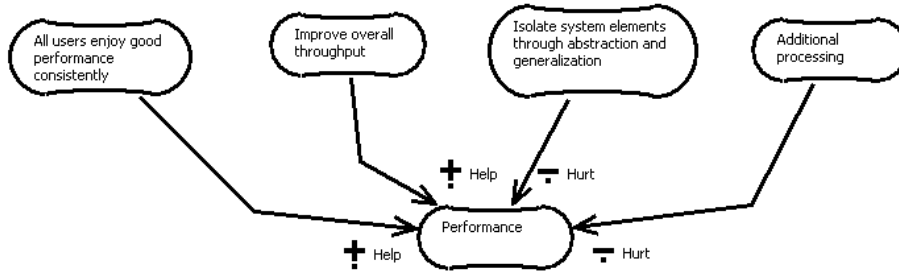 All users enjoy good
performance
consistently
Improve overall
throughput
Isolate system elements
through abstraction and
generalization
Additional
processing
Help
Hurt
Performance
Help
Hurt